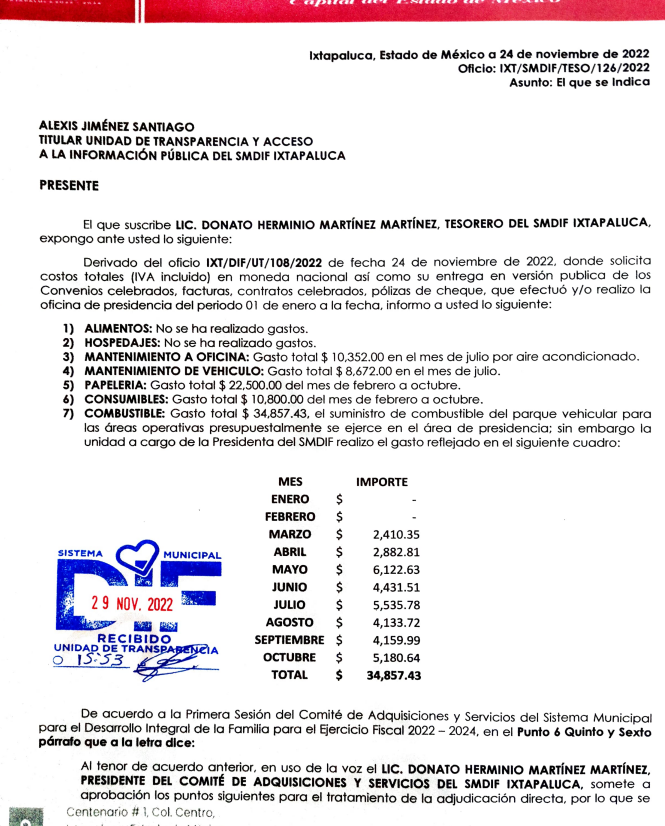 Capital del Estado de México
Ixtapaluca, Estado de México a 24 de noviembre de 2022
Oficio: IXT/SMDIF/TESO/126/2022
Asunto: El que se Indica
ALEXIS JIMÉNEZ SANTIAGO
TITULAR UNIDAD DE TRANSPARENCIA Y ACCESO
A LA INFORMACIÓN PÚBLICA DEL SMDIF IXTAPALUCA
PRESENTE
El que suscribe LIC. DONATO HERMINIO MARTÍNEZ MARTÍNEZ, TESORERO DEL SMDIF IXTAPALUCA,
expongo ante usted lo siguiente:
Derivado del oficio IXT/DIF/UT/108/2022 de fecha 24 de noviembre de 2022, donde solicita
costos totales (IVA incluido) en moneda nacional así como su entrega en versión publica de los
Convenios celebrados, facturas, contratos celebrados, pólizas de cheque, que efectuó y/o realizo la
oficina de presidencia del periodo 01 de enero a la fecha, informo a usted lo siguiente:
1) ALIMENTOS: No se ha realizado gastos.
2) HOSPEDAJES: No se ha realizado gastos.
3) MANTENIMIENTO A OFICINA: Gasto total $ 10,352.00 en el mes de julio por aire acondicionado.
4) MANTENIMIENTO DE VEHICULO: Gasto total $ 8,672.00 en el mes de julio.
5) PAPELERIA: Gasto total $ 22,500.00 del mes de febrero a octubre.
6) CONSUMIBLES: Gasto total $ 10,800.00 del mes de febrero a octubre.
7) COMBUSTIBLE: Gasto total $ 34,857.43, el suministro de combustible del parque vehicular para
las áreas operativas presupuestalmente se ejerce en el área de presidencia; sin embargo la
unidad a cargo de la Presidenta del SMDIF realizo el gasto reflejado en el siguiente cuadro:
MES IMPORTE
ENERO $ -
FEBRERO $ -
MARZO $ 2,410.35
ABRIL $ 2,882.81
MAYO $ 6,122.63
JUNIO $ 4,431.51
JULIO $ 5,535.78
AGOSTO $ 4,133.72
SEPTIEMBRE $ 4,159.99
OCTUBRE $ 5,180.64
TOTAL $ 34,857.43
SISTEMA MUNICIPAL
DIF
29 NOV. 2022
RECIBIDO
UNIDAD DE TRANSPARENCIA
15:53
De acuerdo a la Primera Sesión del Comité de Adquisiciones y Servicios del Sistema Municipal
para el Desarrollo Integral de la Familia para el Ejercicio Fiscal 2022 – 2024, en el Punto 6 Quinto y Sexto
párrafo que a la letra dice:
Al tenor de acuerdo anterior, en uso de la voz el LIC. DONATO HERMINIO MARTÍNEZ MARTÍNEZ,
PRESIDENTE DEL COMITÉ DE ADQUISICIONES Y SERVICIOS DEL SMDIF IXTAPALUCA, somete a
aprobación los puntos siguientes para el tratamiento de la adjudicación directa, por lo que se
Centenario # 1, Col. Centro,